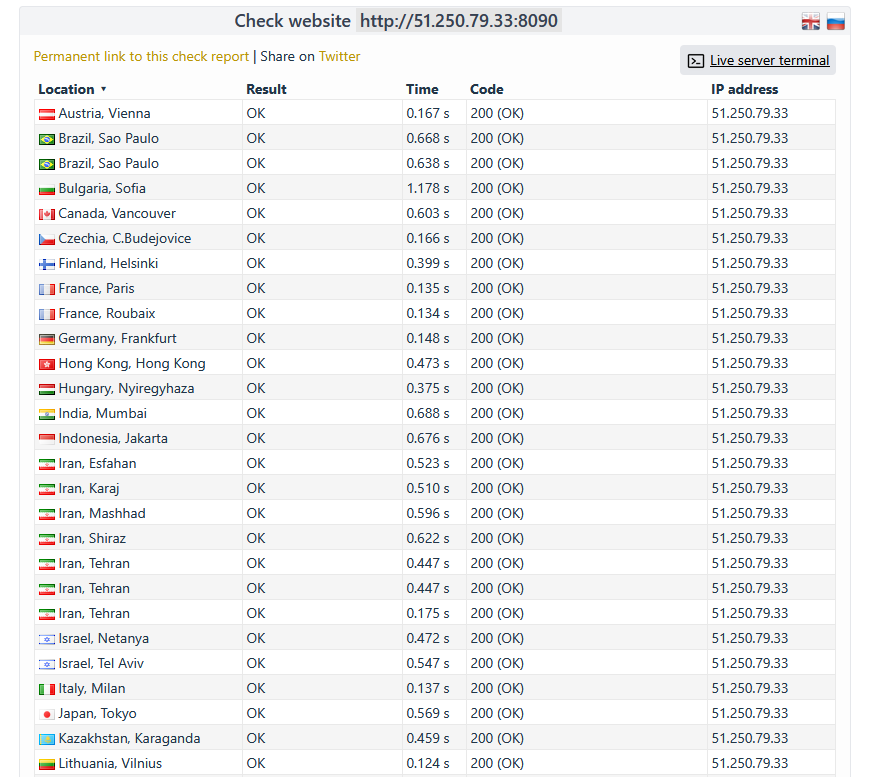 Check website http://51.250.79.33:8090
Permanent link to this check report | Share on Twitter
Live server terminal
Location ▼ Result Time Code IP address
Austria, Vienna OK 0.167 s 200 (OK) 51.250.79.33
Brazil, Sao Paulo OK 0.668 s 200 (OK) 51.250.79.33
Brazil, Sao Paulo OK 0.638 s 200 (OK) 51.250.79.33
Bulgaria, Sofia OK 1.178 s 200 (OK) 51.250.79.33
Canada, Vancouver OK 0.603 s 200 (OK) 51.250.79.33
Czechia, C.Budejovice OK 0.166 s 200 (OK) 51.250.79.33
Finland, Helsinki OK 0.399 s 200 (OK) 51.250.79.33
France, Paris OK 0.135 s 200 (OK) 51.250.79.33
France, Roubaix OK 0.134 s 200 (OK) 51.250.79.33
Germany, Frankfurt OK 0.148 s 200 (OK) 51.250.79.33
Hong Kong, Hong Kong OK 0.473 s 200 (OK) 51.250.79.33
Hungary, Nyiregyhaza OK 0.375 s 200 (OK) 51.250.79.33
India, Mumbai OK 0.688 s 200 (OK) 51.250.79.33
Indonesia, Jakarta OK 0.676 s 200 (OK) 51.250.79.33
Iran, Esfahan OK 0.523 s 200 (OK) 51.250.79.33
Iran, Karaj OK 0.510 s 200 (OK) 51.250.79.33
Iran, Mashhad OK 0.596 s 200 (OK) 51.250.79.33
Iran, Shiraz OK 0.622 s 200 (OK) 51.250.79.33
Iran, Tehran OK 0.447 s 200 (OK) 51.250.79.33
Iran, Tehran OK 0.447 s 200 (OK) 51.250.79.33
Iran, Tehran OK 0.175 s 200 (OK) 51.250.79.33
Israel, Netanya OK 0.472 s 200 (OK) 51.250.79.33
Israel, Tel Aviv OK 0.547 s 200 (OK) 51.250.79.33
Italy, Milan OK 0.137 s 200 (OK) 51.250.79.33
Japan, Tokyo OK 0.569 s 200 (OK) 51.250.79.33
Kazakhstan, Karaganda OK 0.459 s 200 (OK) 51.250.79.33
Lithuania, Vilnius OK 0.124 s 200 (OK) 51.250.79.33